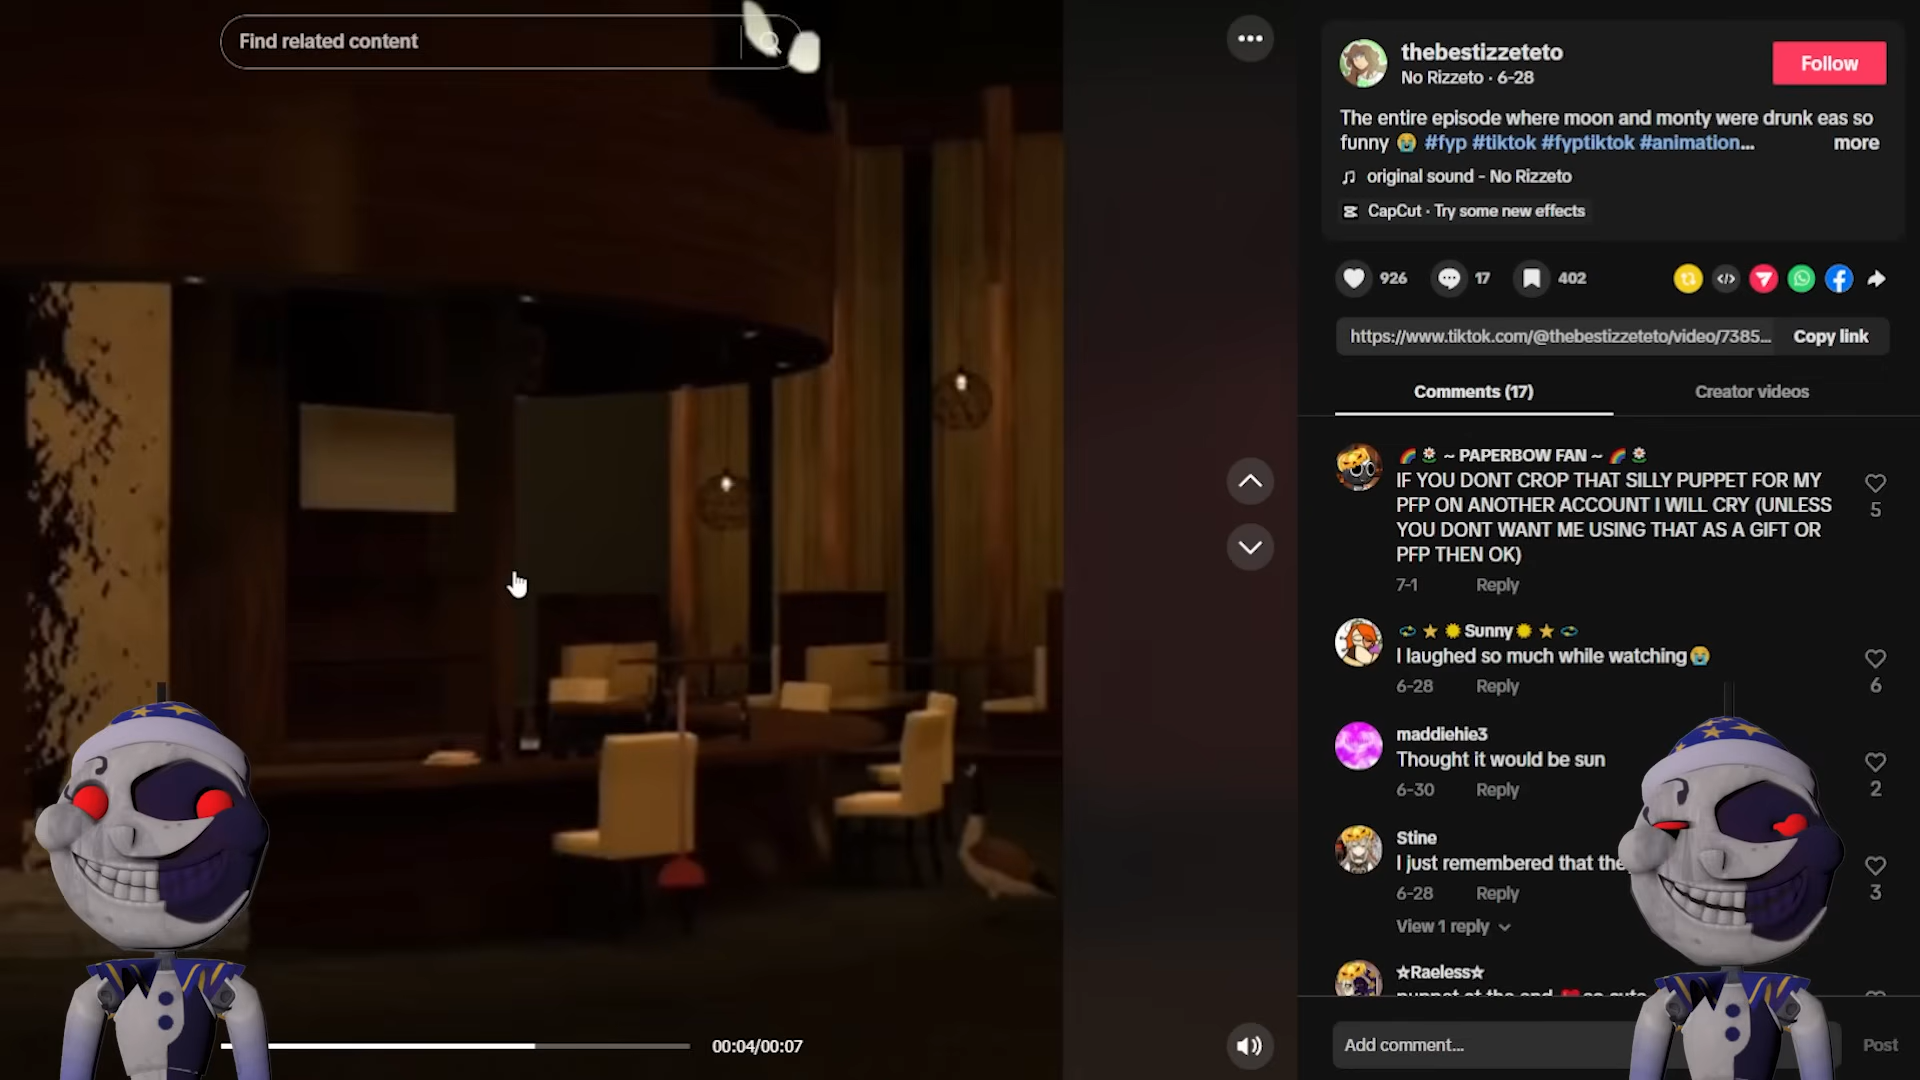 Find related content
thebestizzeteto
No Rizzeto · 6-28
Follow
The entire episode where moon and monty were drunk eas so
funny 😭 #fyp #tiktok #fyptiktok #animation...
more
original sound - No Rizzeto
CapCut · Try some new effects
926
17
402
https://www.tiktok.com/@thebestizzeteto/video/7385...
Copy link
Comments (17)
Creator videos
~ PAPERBOW FAN ~
IF YOU DONT CROP THAT SILLY PUPPET FOR MY
PFP ON ANOTHER ACCOUNT I WILL CRY (UNLESS
YOU DONT WANT ME USING THAT AS A GIFT OR
PFP THEN OK)
5
7-1
Reply
Sunny
I laughed so much while watching😭
6-28
Reply
6
maddiehie3
Thought it would be sun
6-30
Reply
2
Stine
I just remembered that the
6-28
Reply
3
View 1 reply
☆Raeless☆
00:04/00:07
Add comment...
Post